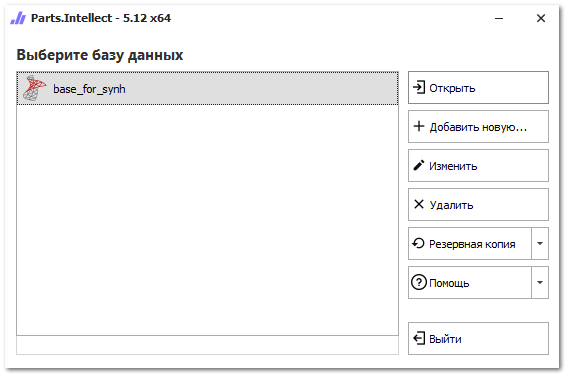 Parts.Intellect - 5.12 x64
Выберите базу данных
base_for_synh
Открыть
Добавить новую...
Изменить
Удалить
Резервная копия
Помощь
Выйти